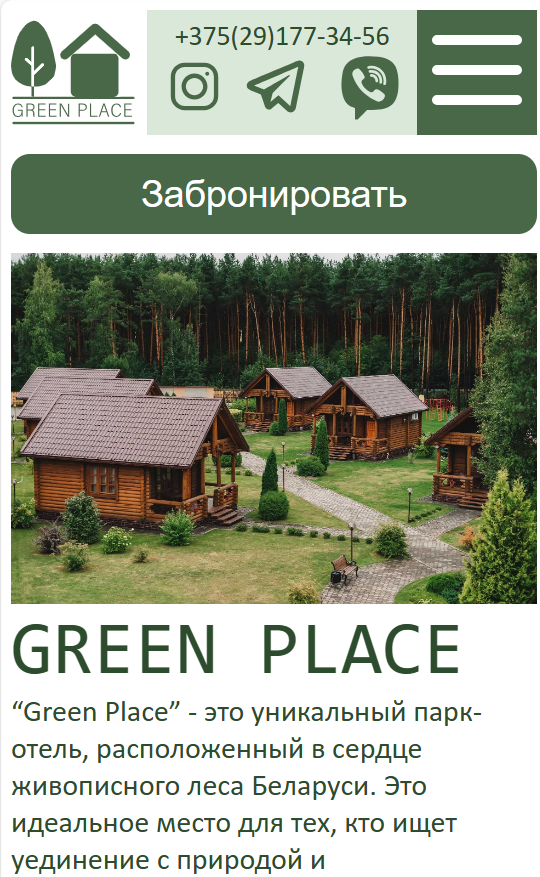 +375(29)177-34-56
GREEN PLACE
Забронировать
GREEN PLACE
“Green Place” - это уникальный парк-
отель, расположенный в сердце
живописного леса Беларуси. Это
идеальное место для тех, кто ищет
уединение с природой и